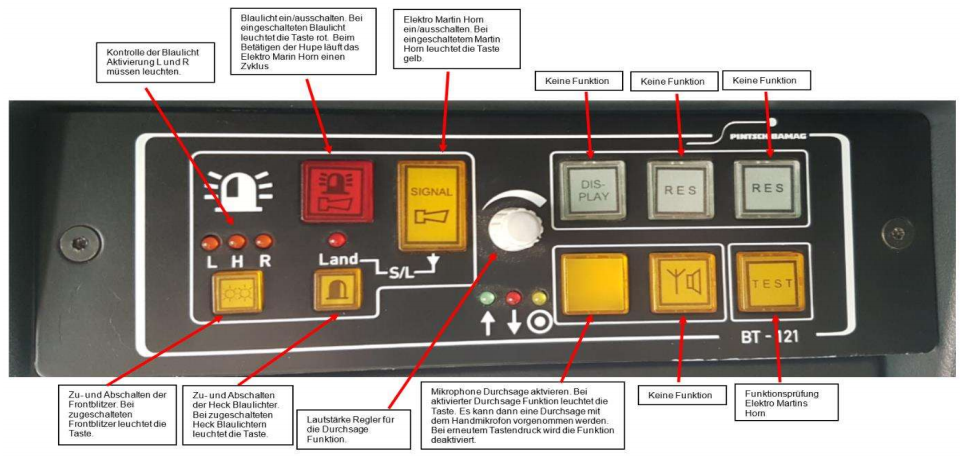 Blaulicht ein/ausschalten. Bei
eingeschalteten Blaulicht
leuchtet die Taste rot. Beim
Betätigen der Hupe läuft das
Elektro Marin Horn einen
Zyklus
Elektro Martin Horn
ein/ausschalten. Bei
eingeschaltetem Martin
Horn leuchtet die Taste
gelb.
Kontrolle der Blaulicht
Aktivierung L und R
müssen leuchten.
Keine Funktion
Keine Funktion
Keine Funktion
PINTSCH BAMAG
SIGNAL
DIS-
PLAY
RES
RES
L H R
Land
S/L
TEST
BT - 121
Zu- und Abschalten der
Frontblitzer. Bei
zugeschalteten
Frontblitzer leuchtet die
Taste.
Zu- und Abschalten
der Heck Blaulichter.
Bei zugeschalteten
Heck Blaulichtern
leuchtet die Taste.
Lautstärke Regler für
die Durchsage
Funktion.
Mikrophone Durchsage aktivieren. Bei
aktivierter Durchsage Funktion leuchtet die
Taste. Es kann dann eine Durchsage mit
dem Handmikrofon vorgenommen werden.
Bei erneutem Tastendruck wird die Funktion
deaktiviert.
Keine Funktion
Funktionsprüfung
Elektro Martins
Horn